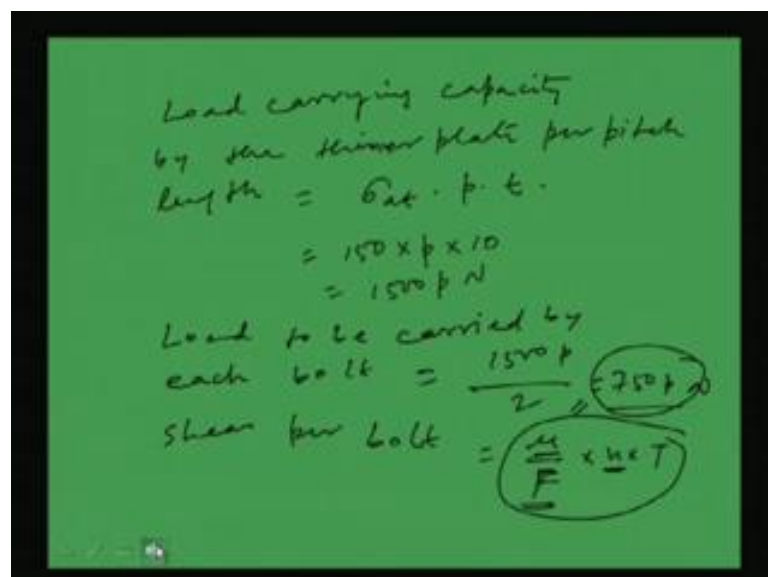 Load carrying capacity
by the thinner plate per pitch
length = σat . p. t.
= 150 x p x 10
= 1500 p N
Load to be carried by
each bolt = 1500 p / 2 = 750 p N
Shear per bolt = μ / F x n x T